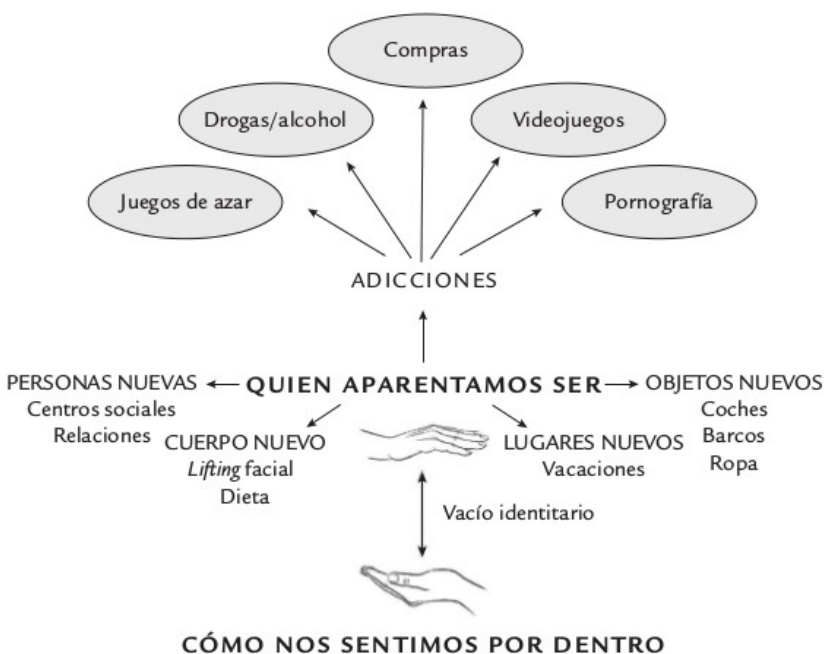 Compras
Drogas/alcohol
Videojuegos
Juegos de azar
Pornografía
ADICCIONES
QUIEN APARENTAMOS SER
PERSONAS NUEVAS
Centros sociales
Relaciones
CUERPO NUEVO
Lifting facial
Dieta
LUGARES NUEVOS
Vacaciones
OBJETOS NUEVOS
Coches
Barcos
Ropa
Vacío identitario
CÓMO NOS SENTIMOS POR DENTRO